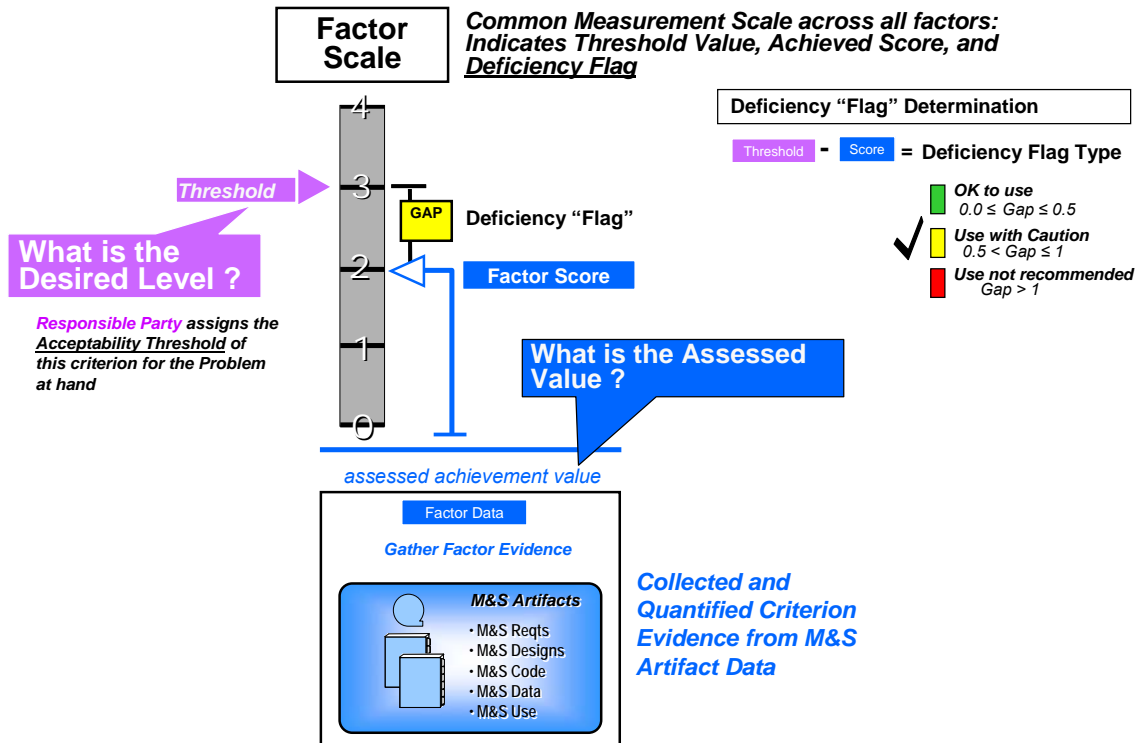 Factor
Scale
Common Measurement Scale across all factors:
Indicates Threshold Value, Achieved Score, and
Deficiency Flag
4
3
2
1
0
Threshold
What is the
Desired Level ?
Responsible Party assigns the
Acceptability Threshold of
this criterion for the Problem
at hand
GAP
Deficiency “Flag”
Factor Score
Deficiency “Flag” Determination
Threshold - Score = Deficiency Flag Type
OK to use
0.0 ≤ Gap ≤ 0.5
Use with Caution
0.5 < Gap ≤ 1
Use not recommended
Gap > 1
What is the Assessed
Value ?
assessed achievement value
Factor Data
Gather Factor Evidence
M&S Artifacts
• M&S Reqts
• M&S Designs
• M&S Code
• M&S Data
• M&S Use
Collected and
Quantified Criterion
Evidence from M&S
Artifact Data